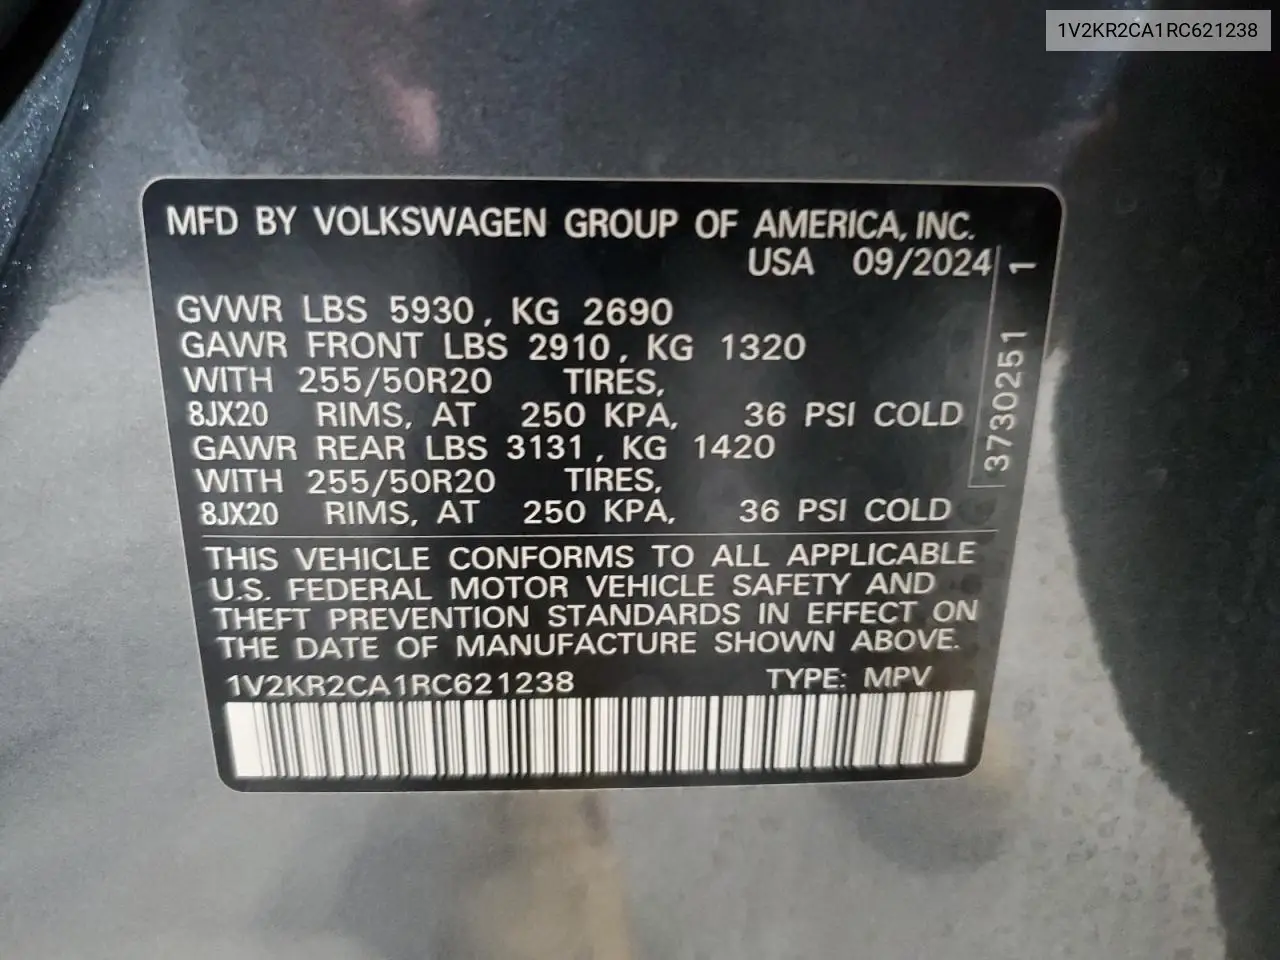 1V2KR2CA1RC621238
MFD BY VOLKSWAGEN GROUP OF AMERICA, INC.
USA 09/2024
GVWR LBS 5930, KG 2690
GAWR FRONT LBS 2910, KG 1320
WITH 255/50R20 TIRES,
8JX20 RIMS, AT 250 KPA, 36 PSI COLD
GAWR REAR LBS 3131, KG 1420
WITH 255/50R20 TIRES,
8JX20 RIMS, AT 250 KPA, 36 PSI COLD
3730251 1
THIS VEHICLE CONFORMS TO ALL APPLICABLE
U.S. FEDERAL MOTOR VEHICLE SAFETY AND
THEFT PREVENTION STANDARDS IN EFFECT ON
THE DATE OF MANUFACTURE SHOWN ABOVE.
1V2KR2CA1RC621238 TYPE: MPV